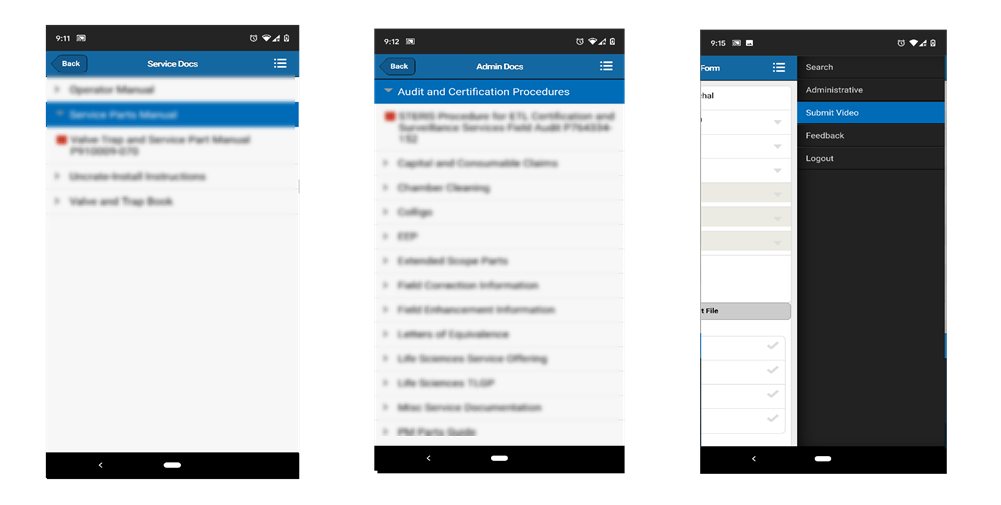 9:11
Back
Service Docs
Operator Manual
Service Parts Manual
Valve Trap and Service Part Manual
P910009-070
Uncrate-Install Instructions
Valve and Trap Book
9:12
Back
Admin Docs
Audit and Certification Procedures
STERIS Procedure for ETL Certification and
Surveillance Services Field Audit P764334-
152
Capital and Consumable Claims
Chamber Cleaning
Colligo
EEP
Extended Scope Parts
Field Correction Information
Field Enhancement Information
Letters of Equivalence
Life Sciences Service Offering
Life Sciences TLGP
Misc Service Documentation
PM Parts Guide
9:15
Form
hal
t File
Search
Administrative
Submit Video
Feedback
Logout